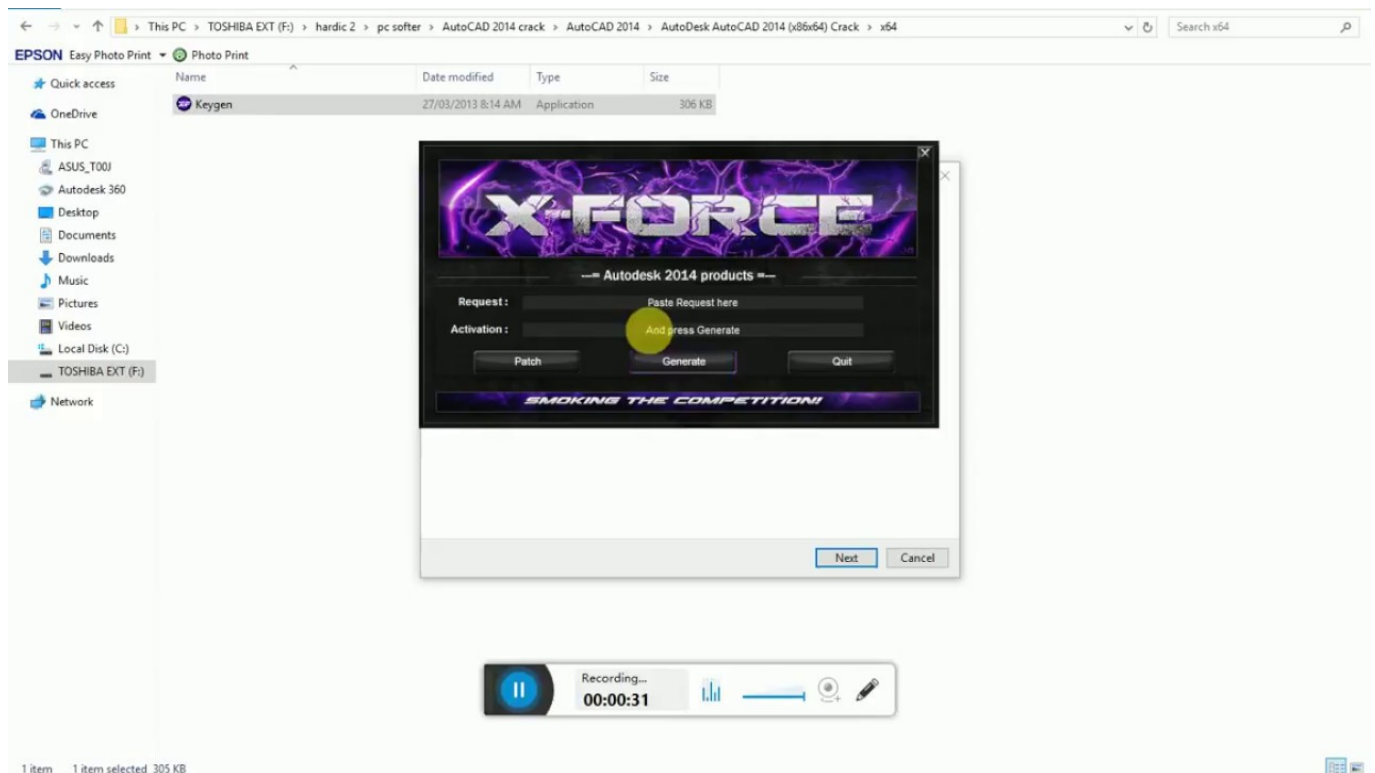 This PC > TOSHIBA EXT (F:) > hardic 2 > pc softer > AutoCAD 2014 crack > AutoCAD 2014 > AutoDesk AutoCAD 2014 (x86x64) Crack > x64
Search x64
EPSON Easy Photo Print Photo Print
Name Date modified Type Size
Keygen 27/03/2013 8:14 AM Application 306 KB
Quick access
OneDrive
This PC
ASUS_T00J
Autodesk 360
Desktop
Documents
Downloads
Music
Pictures
Videos
Local Disk (C:)
TOSHIBA EXT (F:)
Network
X-FORCE
---= Autodesk 2014 products =---
Request : Paste Request here
Activation : And press Generate
Patch Generate Quit
SMOKING THE COMPETITION!
Next Cancel
Recording...
00:00:31
1 item 1 item selected 305 KB